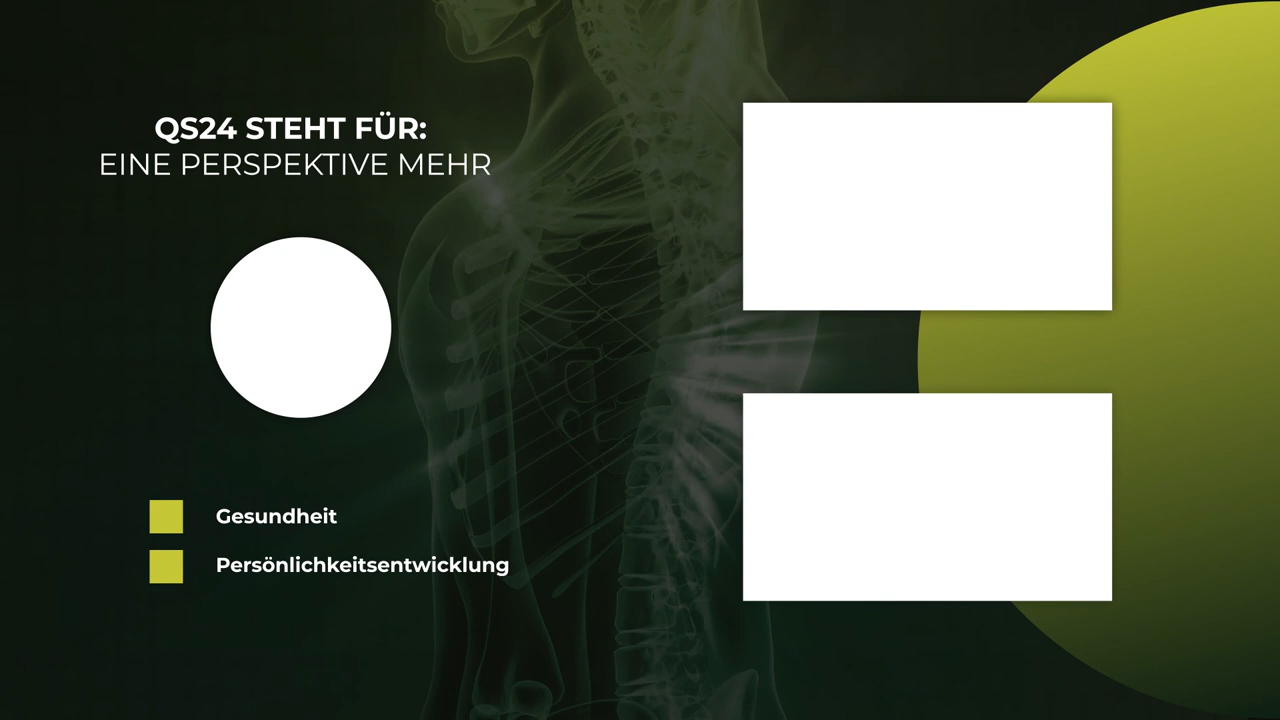 QS24 STEHT FÜR:
EINE PERSPEKTIVE MEHR
Gesundheit
Persönlichkeitsentwicklung